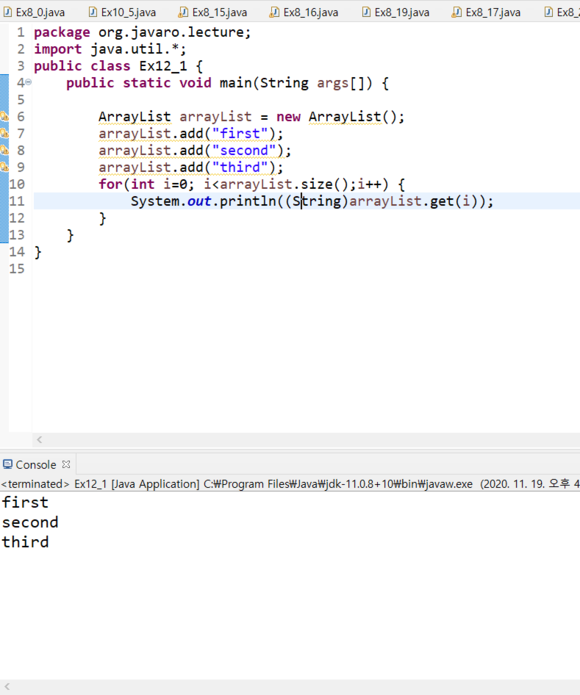 Ex8_0.java Ex10_5.java Ex8_15.java Ex8_16.java Ex8_19.java Ex8_17.java
1 package org.javaro.lecture;
2 import java.util.*;
3 public class Ex12_1 {
4 public static void main(String args[]) {
5
6 ArrayList arrayList = new ArrayList();
7 arrayList.add("first");
8 arrayList.add("second");
9 arrayList.add("third");
10 for(int i=0; i<arrayList.size();i++) {
11 System.out.println((String)arrayList.get(i));
12 }
13 }
14 }
15
Console
<terminated> Ex12_1 [Java Application] C:₩Program Files₩Java₩jdk-11.0.8+10₩bin₩javaw.exe (2020. 11. 19. 오후 4
first
second
third